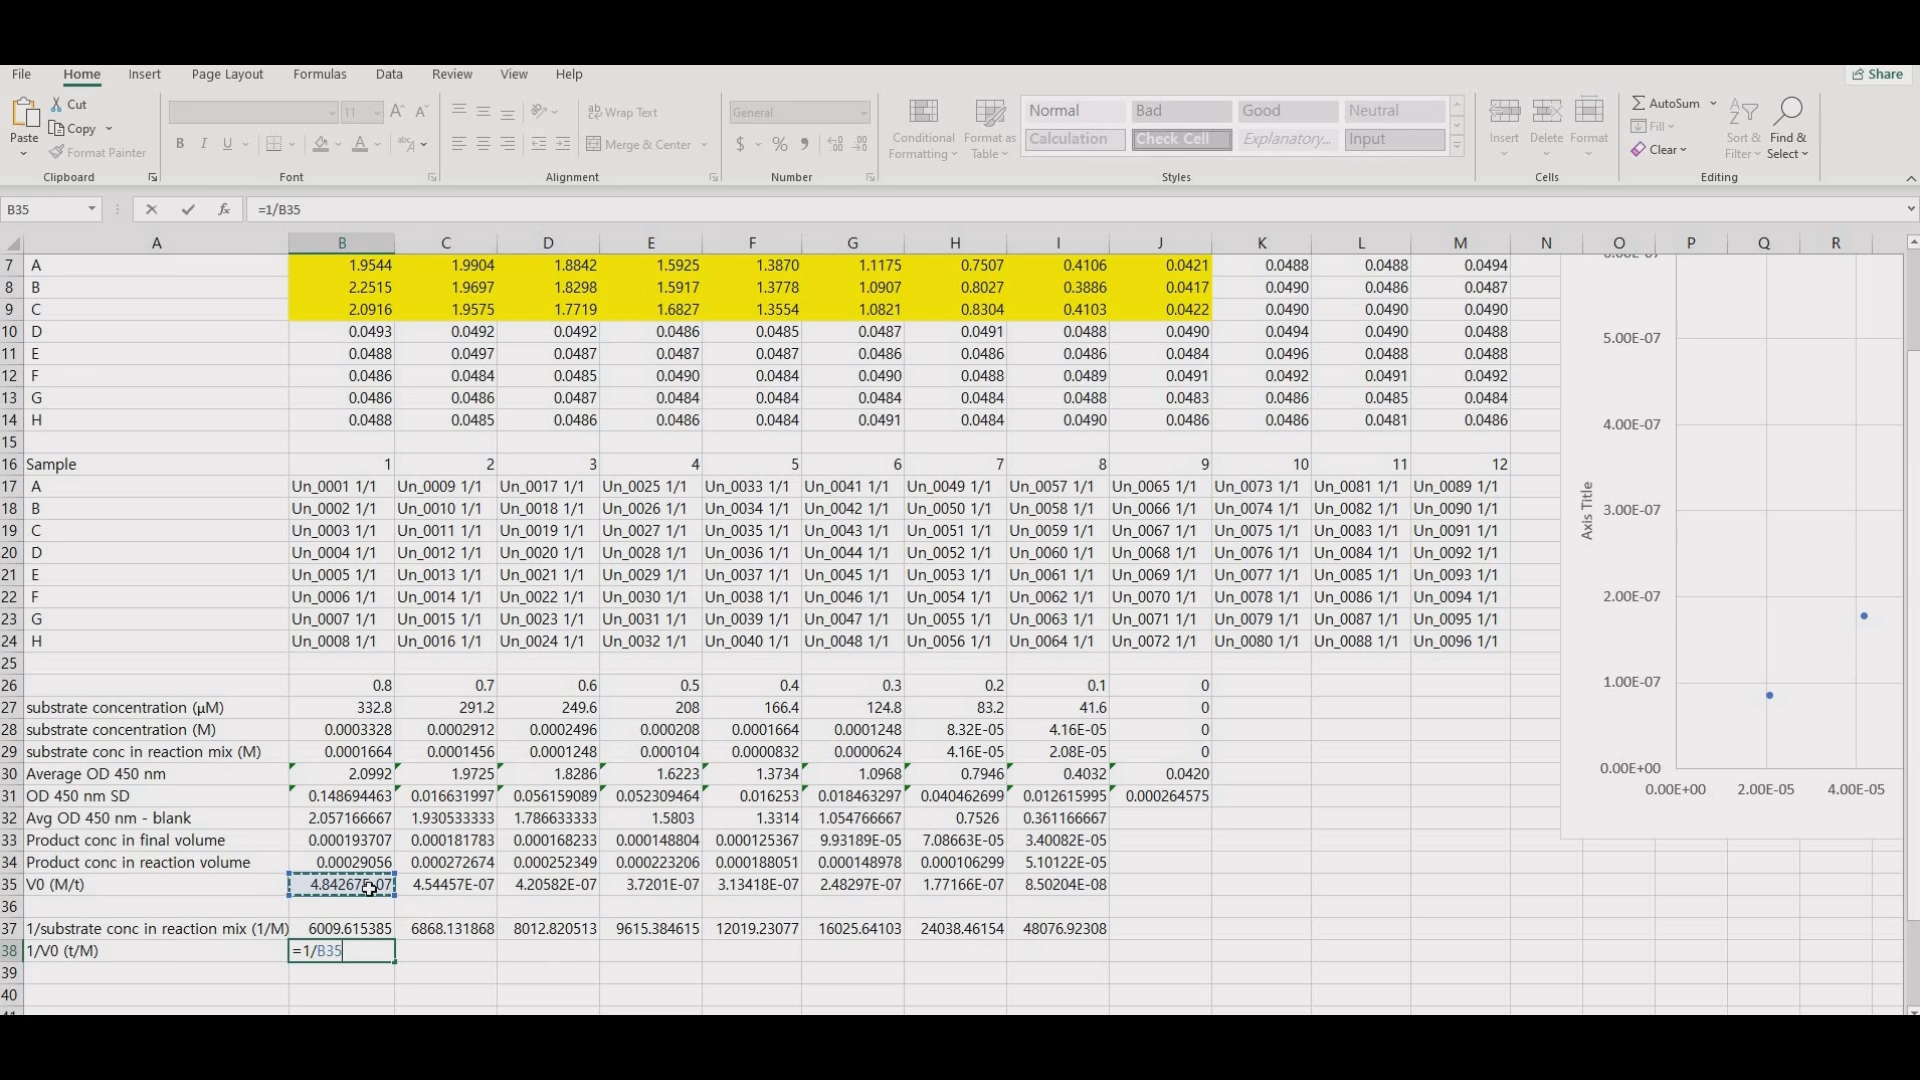 File Home Insert Page Layout Formulas Data Review View Help Share
Cut
Copy
Format Painter
Paste
Clipboard
11
B I U
Font
Wrap Text
Merge & Center
Alignment
General
$ % 9
Number
Conditional Formatting
Format as Table
Normal Bad Good Neutral
Calculation Check Cell Explanatory... Input
Styles
Insert Delete Format
Cells
AutoSum
Fill
Clear
Sort & Filter
Find & Select
Editing
B35 fx =1/B35
A B C D E F G H I J K L M N O P Q R
7 A 1.9544 1.9904 1.8842 1.5925 1.3870 1.1175 0.7507 0.4106 0.0421 0.0488 0.0488 0.0494
8 B 2.2515 1.9697 1.8298 1.5917 1.3778 1.0907 0.8027 0.3886 0.0417 0.0490 0.0486 0.0487
9 C 2.0916 1.9575 1.7719 1.6827 1.3554 1.0821 0.8304 0.4103 0.0422 0.0490 0.0490 0.0490
10 D 0.0493 0.0492 0.0492 0.0486 0.0485 0.0487 0.0491 0.0488 0.0490 0.0494 0.0490 0.0488
11 E 0.0488 0.0497 0.0487 0.0487 0.0487 0.0486 0.0486 0.0486 0.0484 0.0496 0.0488 0.0488
12 F 0.0486 0.0484 0.0485 0.0490 0.0484 0.0490 0.0488 0.0489 0.0491 0.0492 0.0491 0.0492
13 G 0.0486 0.0486 0.0487 0.0484 0.0484 0.0484 0.0484 0.0488 0.0483 0.0486 0.0485 0.0484
14 H 0.0488 0.0485 0.0486 0.0486 0.0484 0.0491 0.0484 0.0490 0.0486 0.0486 0.0481 0.0486
15
16 Sample 1 2 3 4 5 6 7 8 9 10 11 12
17 A Un_0001 1/1 Un_0009 1/1 Un_0017 1/1 Un_0025 1/1 Un_0033 1/1 Un_0041 1/1 Un_0049 1/1 Un_0057 1/1 Un_0065 1/1 Un_0073 1/1 Un_0081 1/1 Un_0089 1/1
18 B Un_0002 1/1 Un_0010 1/1 Un_0018 1/1 Un_0026 1/1 Un_0034 1/1 Un_0042 1/1 Un_0050 1/1 Un_0058 1/1 Un_0066 1/1 Un_0074 1/1 Un_0082 1/1 Un_0090 1/1
19 C Un_0003 1/1 Un_0011 1/1 Un_0019 1/1 Un_0027 1/1 Un_0035 1/1 Un_0043 1/1 Un_0051 1/1 Un_0059 1/1 Un_0067 1/1 Un_0075 1/1 Un_0083 1/1 Un_0091 1/1
20 D Un_0004 1/1 Un_0012 1/1 Un_0020 1/1 Un_0028 1/1 Un_0036 1/1 Un_0044 1/1 Un_0052 1/1 Un_0060 1/1 Un_0068 1/1 Un_0076 1/1 Un_0084 1/1 Un_0092 1/1
21 E Un_0005 1/1 Un_0013 1/1 Un_0021 1/1 Un_0029 1/1 Un_0037 1/1 Un_0045 1/1 Un_0053 1/1 Un_0061 1/1 Un_0069 1/1 Un_0077 1/1 Un_0085 1/1 Un_0093 1/1
22 F Un_0006 1/1 Un_0014 1/1 Un_0022 1/1 Un_0030 1/1 Un_0038 1/1 Un_0046 1/1 Un_0054 1/1 Un_0062 1/1 Un_0070 1/1 Un_0078 1/1 Un_0086 1/1 Un_0094 1/1
23 G Un_0007 1/1 Un_0015 1/1 Un_0023 1/1 Un_0031 1/1 Un_0039 1/1 Un_0047 1/1 Un_0055 1/1 Un_0063 1/1 Un_0071 1/1 Un_0079 1/1 Un_0087 1/1 Un_0095 1/1
24 H Un_0008 1/1 Un_0016 1/1 Un_0024 1/1 Un_0032 1/1 Un_0040 1/1 Un_0048 1/1 Un_0056 1/1 Un_0064 1/1 Un_0072 1/1 Un_0080 1/1 Un_0088 1/1 Un_0096 1/1
25
26 0.8 0.7 0.6 0.5 0.4 0.3 0.2 0.1 0
27 substrate concentration (μM) 332.8 291.2 249.6 208 166.4 124.8 83.2 41.6 0
28 substrate concentration (M) 0.0003328 0.0002912 0.0002496 0.000208 0.0001664 0.0001248 8.32E-05 4.16E-05 0
29 substrate conc in reaction mix (M) 0.0001664 0.0001456 0.0001248 0.000104 0.0000832 0.0000624 4.16E-05 2.08E-05 0
30 Average OD 450 nm 2.0992 1.9725 1.8286 1.6223 1.3734 1.0968 0.7946 0.4032 0.0420
31 OD 450 nm SD 0.148694463 0.016631997 0.056159089 0.052309464 0.016253 0.018463297 0.040462699 0.012615995 0.000264575
32 Avg OD 450 nm - blank 2.057166667 1.930533333 1.786633333 1.5803 1.3314 1.054766667 0.7526 0.361166667
33 Product conc in final volume 0.000193707 0.000181783 0.000168233 0.000148804 0.000125367 9.93189E-05 7.08663E-05 3.40082E-05
34 Product conc in reaction volume 0.00029056 0.000272674 0.000252349 0.000223206 0.000188051 0.000148978 0.000106299 5.10122E-05
35 V0 (M/t) 4.84267E-07 4.54457E-07 4.20582E-07 3.7201E-07 3.13418E-07 2.48297E-07 1.77166E-07 8.50204E-08
36
37 1/substrate conc in reaction mix (1/M) 6009.615385 6868.131868 8012.820513 9615.384615 12019.23077 16025.64103 24038.46154 48076.92308
38 1/V0 (t/M) =1/B35
39
40
5.00E-07
4.00E-07
3.00E-07
2.00E-07
1.00E-07
0.00E+00
Axis Title
0.00E+00 2.00E-05 4.00E-05